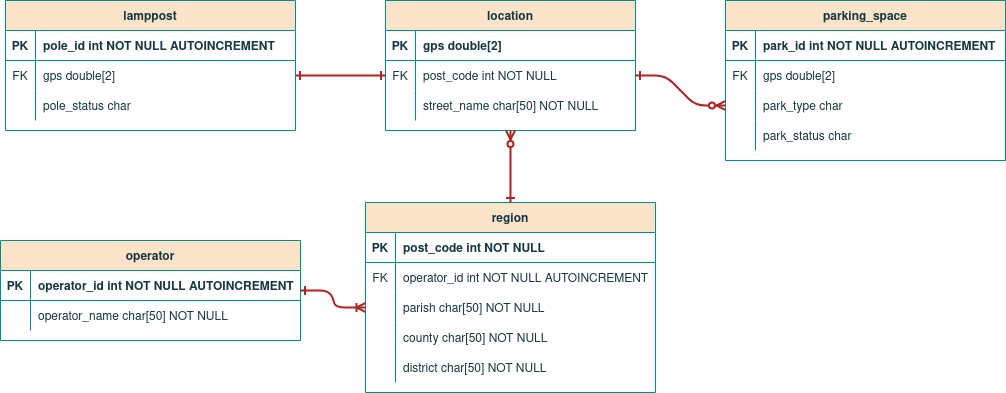 lamppost
PK pole_id int NOT NULL AUTOINCREMENT
FK gps double[2]
pole_status char
location
PK gps double[2]
FK post_code int NOT NULL
street_name char[50] NOT NULL
parking_space
PK park_id int NOT NULL AUTOINCREMENT
FK gps double[2]
park_type char
park_status char
operator
PK operator_id int NOT NULL AUTOINCREMENT
operator_name char[50] NOT NULL
region
PK post_code int NOT NULL
FK operator_id int NOT NULL AUTOINCREMENT
parish char[50] NOT NULL
county char[50] NOT NULL
district char[50] NOT NULL